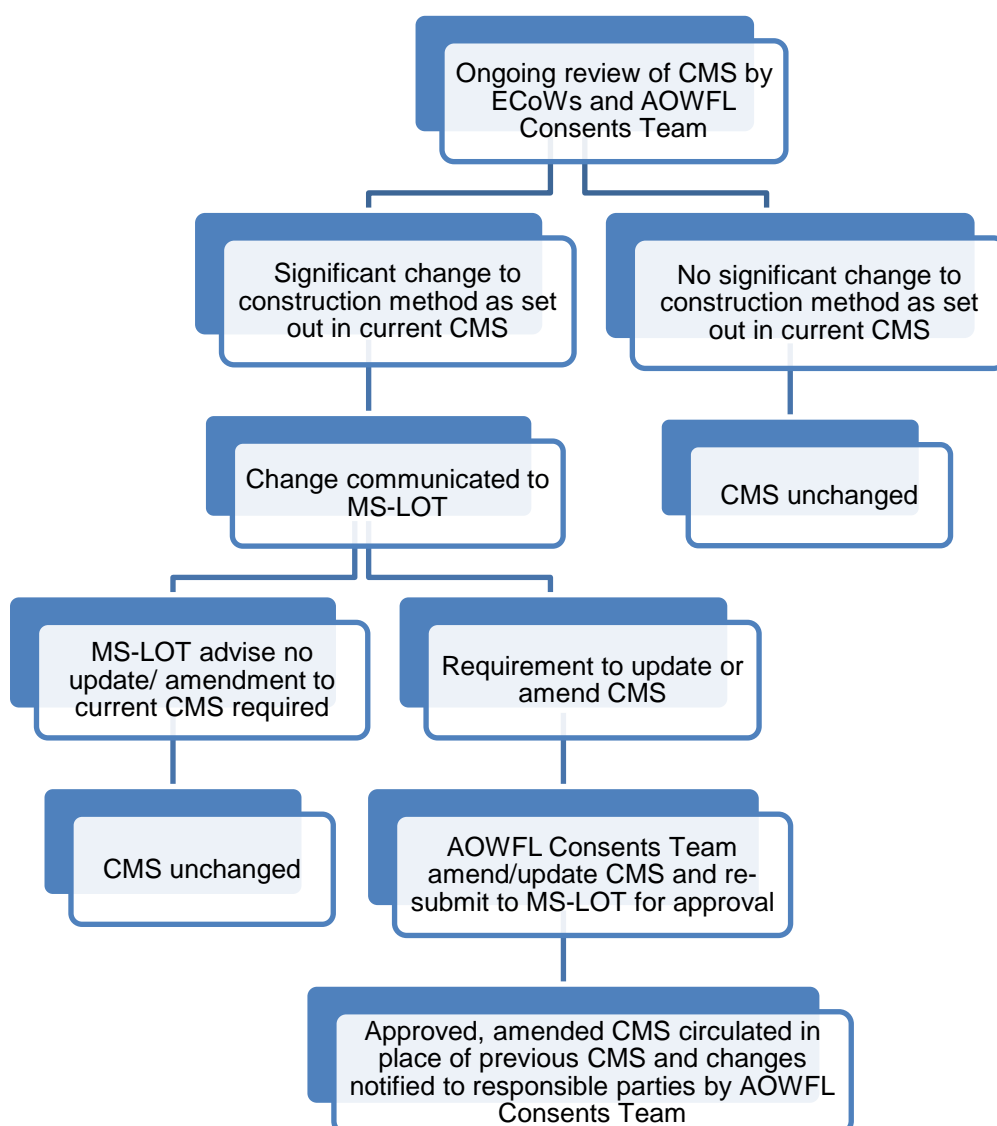 Ongoing review of CMS by
ECoWs and AOWFL
Consents Team
Significant change to
construction method as set
out in current CMS
No significant change to
construction method as set
out in current CMS
Change communicated to
MS-LOT
CMS unchanged
MS-LOT advise no
update/ amendment to
current CMS required
Requirement to update or
amend CMS
CMS unchanged
AOWFL Consents Team
amend/update CMS and re-
submit to MS-LOT for approval
Approved, amended CMS circulated in
place of previous CMS and changes
notified to responsible parties by AOWFL
Consents Team